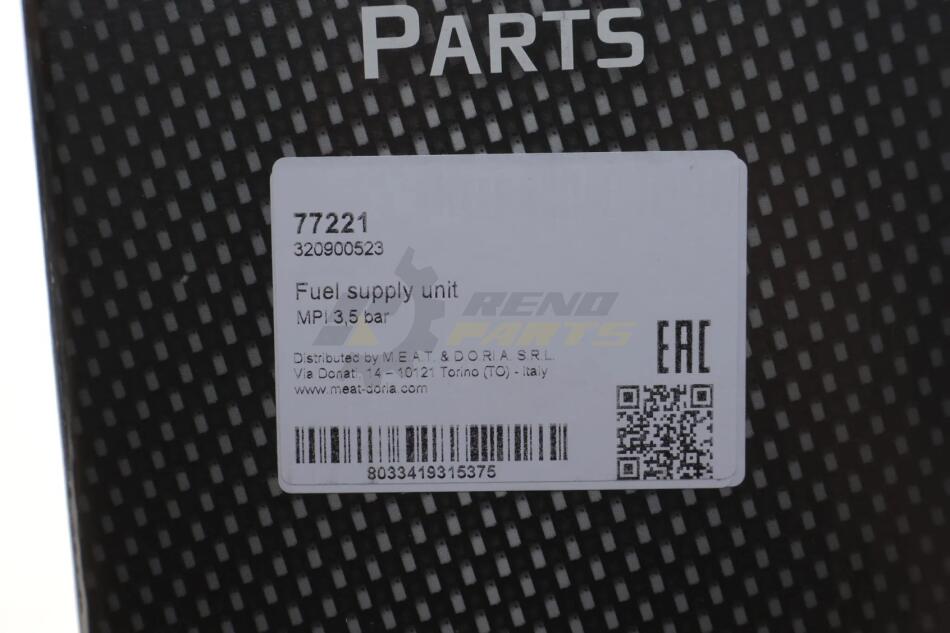 PARTS
77221
320900523
Fuel supply unit
MPI 3,5 bar
RENO
PARTS
EAC
Distributed by M.E.A.T. & D O R I A S.R.L.
Via Donati, 14 – 10121 Torino (TO) - Italy
www.meat-doria.com
8033419315375